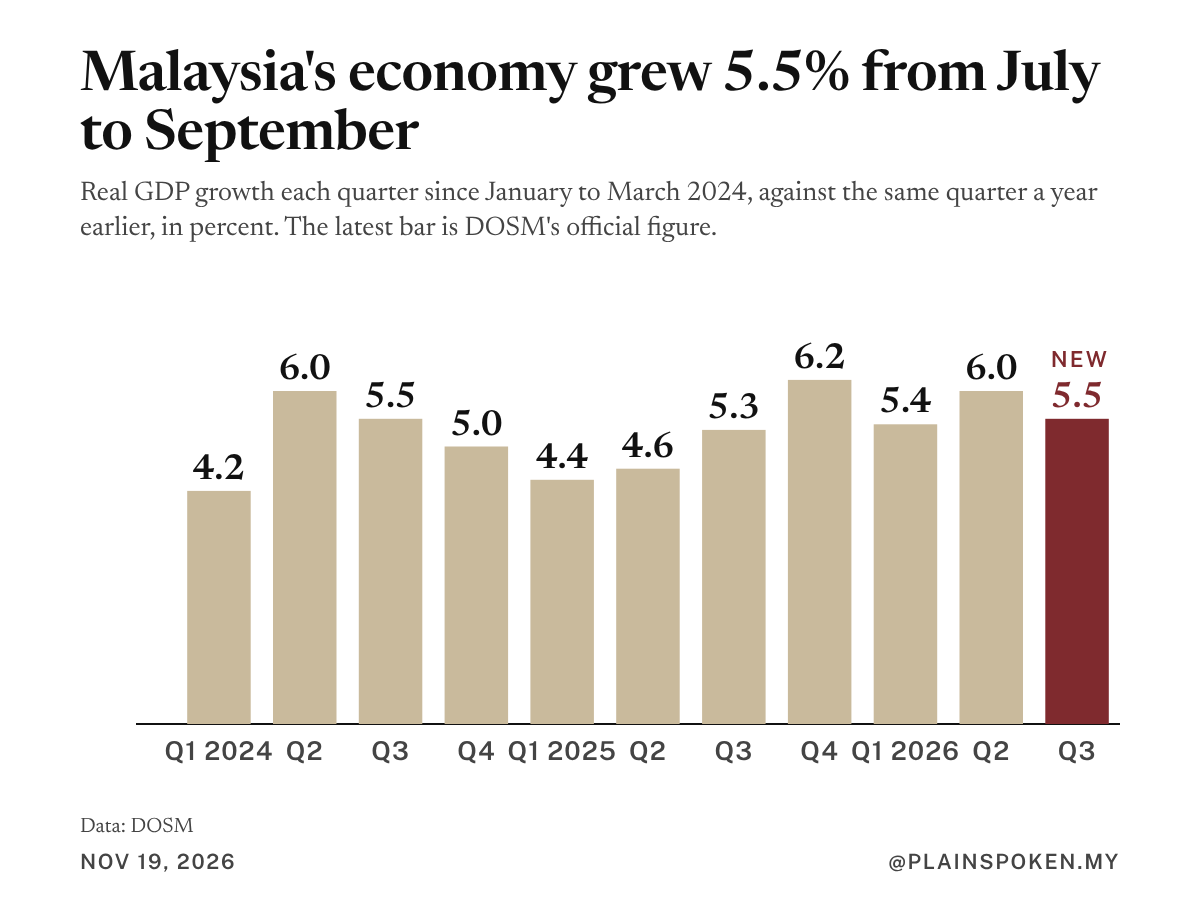 Malaysia's economy grew 5.5% from July
to September
Real GDP growth each quarter since January to March 2024, against the same quarter a year
earlier, in percent. The latest bar is DOSM's official figure.
4.2
6.0
5.5
5.0
4.4
4.6
5.3
6.2
5.4
6.0
NEW
5.5
Q1 2024 Q2 Q3 Q4 Q1 2025 Q2 Q3 Q4 Q1 2026 Q2 Q3
Data: DOSM
NOV 19, 2026
@PLAINSPOKEN.MY